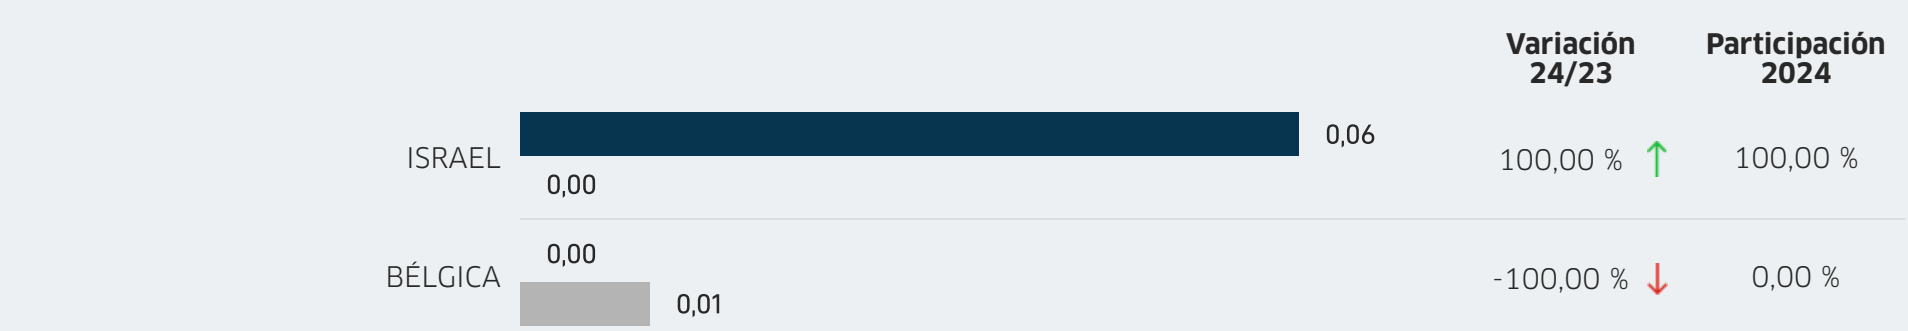 Variación
24/23
Participación
2024
ISRAEL
0,06
0,00
100,00 %
100,00 %
BÉLGICA
0,00
0,01
-100,00 %
0,00 %